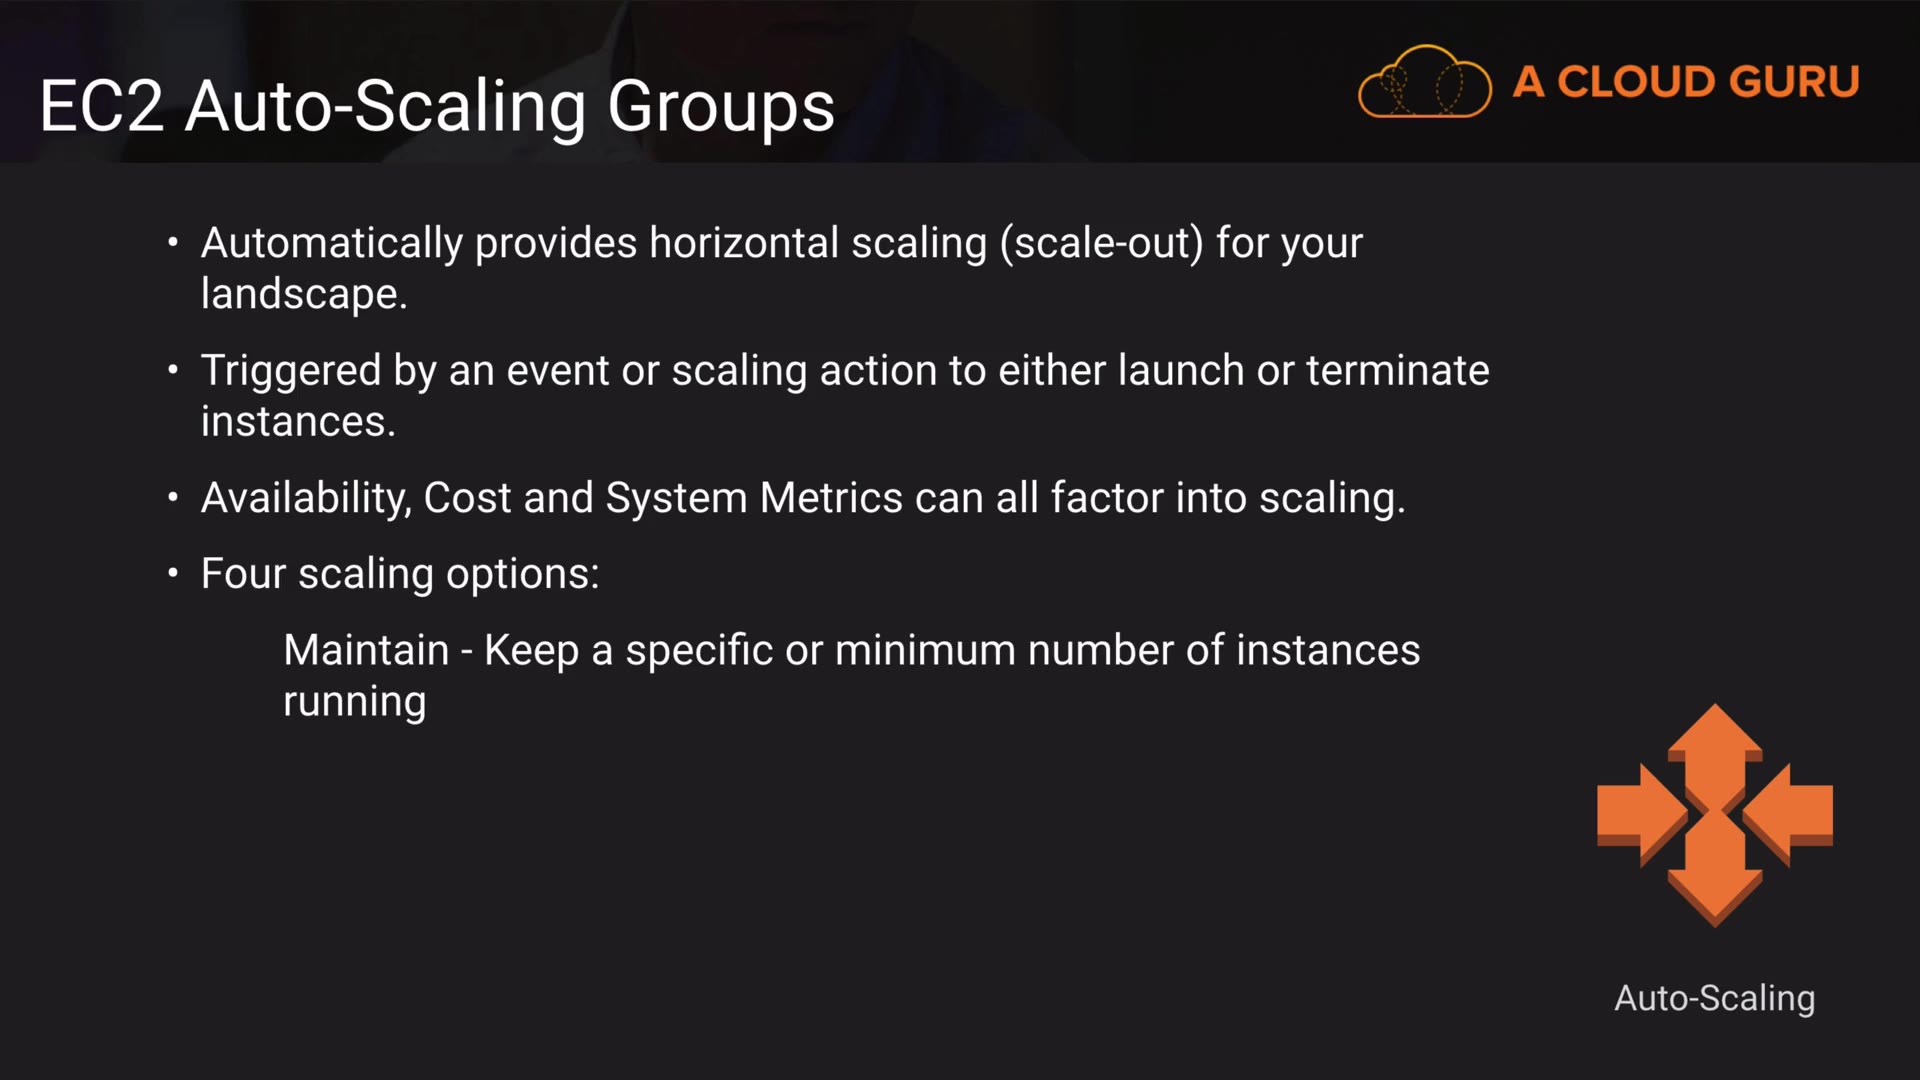 EC2 Auto-Scaling Groups
A CLOUD GURU
• Automatically provides horizontal scaling (scale-out) for your
landscape.
• Triggered by an event or scaling action to either launch or terminate
instances.
• Availability, Cost and System Metrics can all factor into scaling.
• Four scaling options:
Maintain - Keep a specific or minimum number of instances
running
Auto-Scaling